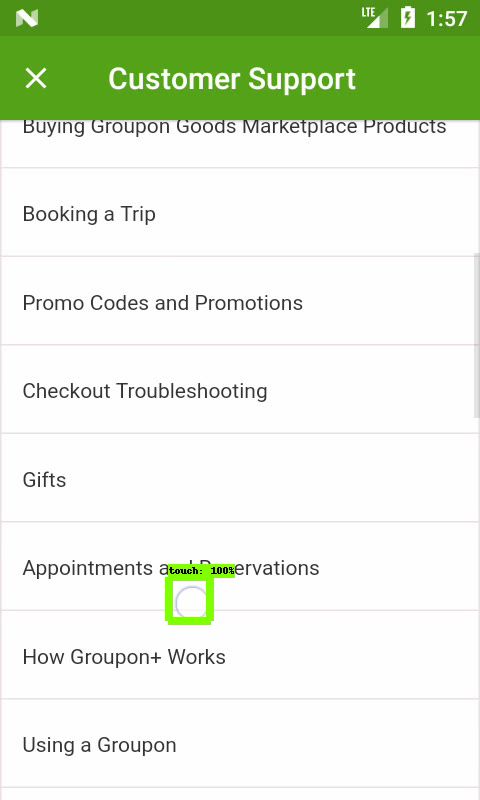 LTE 1:57
Customer Support
Buying Groupon Goods Marketplace Products
Booking a Trip
Promo Codes and Promotions
Checkout Troubleshooting
Gifts
touch: 100%
Appointments and Reservations
How Groupon+ Works
Using a Groupon